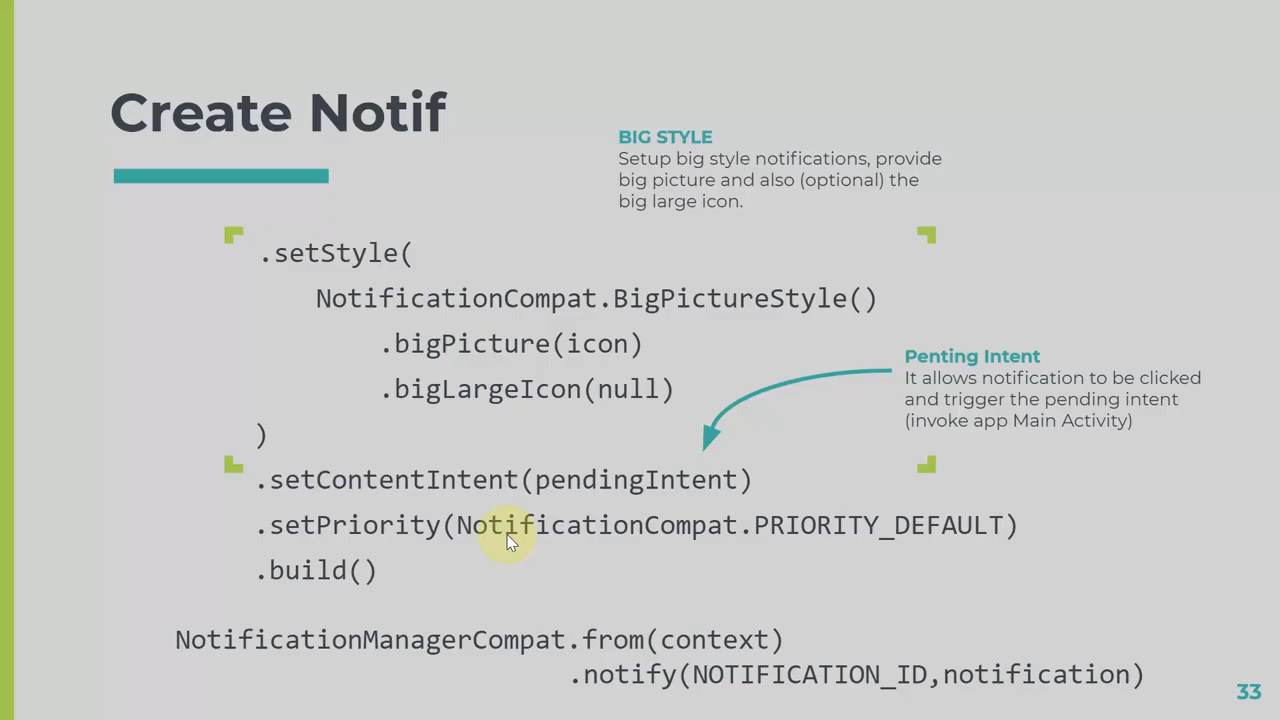 Create Notif
BIG STYLE
Setup big style notifications, provide
big picture and also (optional) the
big large icon.
.setStyle(
NotificationCompat.BigPictureStyle()
.bigPicture(icon)
.bigLargeIcon(null)
)
Penting Intent
It allows notification to be clicked
and trigger the pending intent
(invoke app Main Activity)
.setContentIntent(pendingIntent)
.setPriority(NotificationCompat.PRIORITY_DEFAULT)
.build()
NotificationManagerCompat.from(context)
.notify(NOTIFICATION_ID,notification)
33